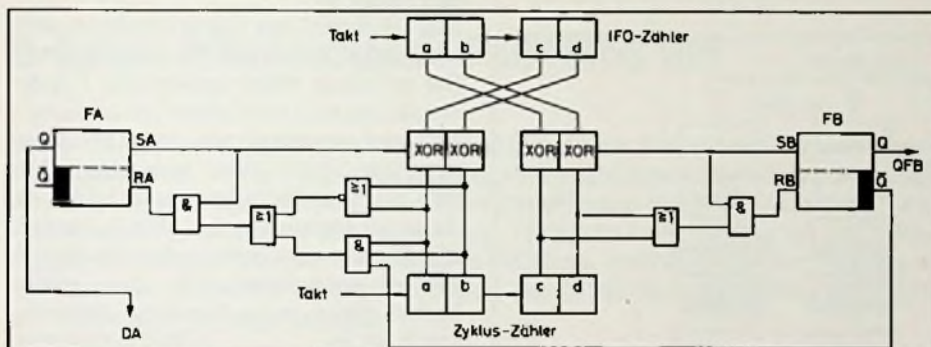 Takt a b c d IFO-Zähler
FA FB
Q SA XOR XOR XOR XOR SB Q
QFB
Q̅ RA ≥1 RB Q̅
& ≥1 ≥1 &
&
Takt a b c d
DA Zyklus-Zähler